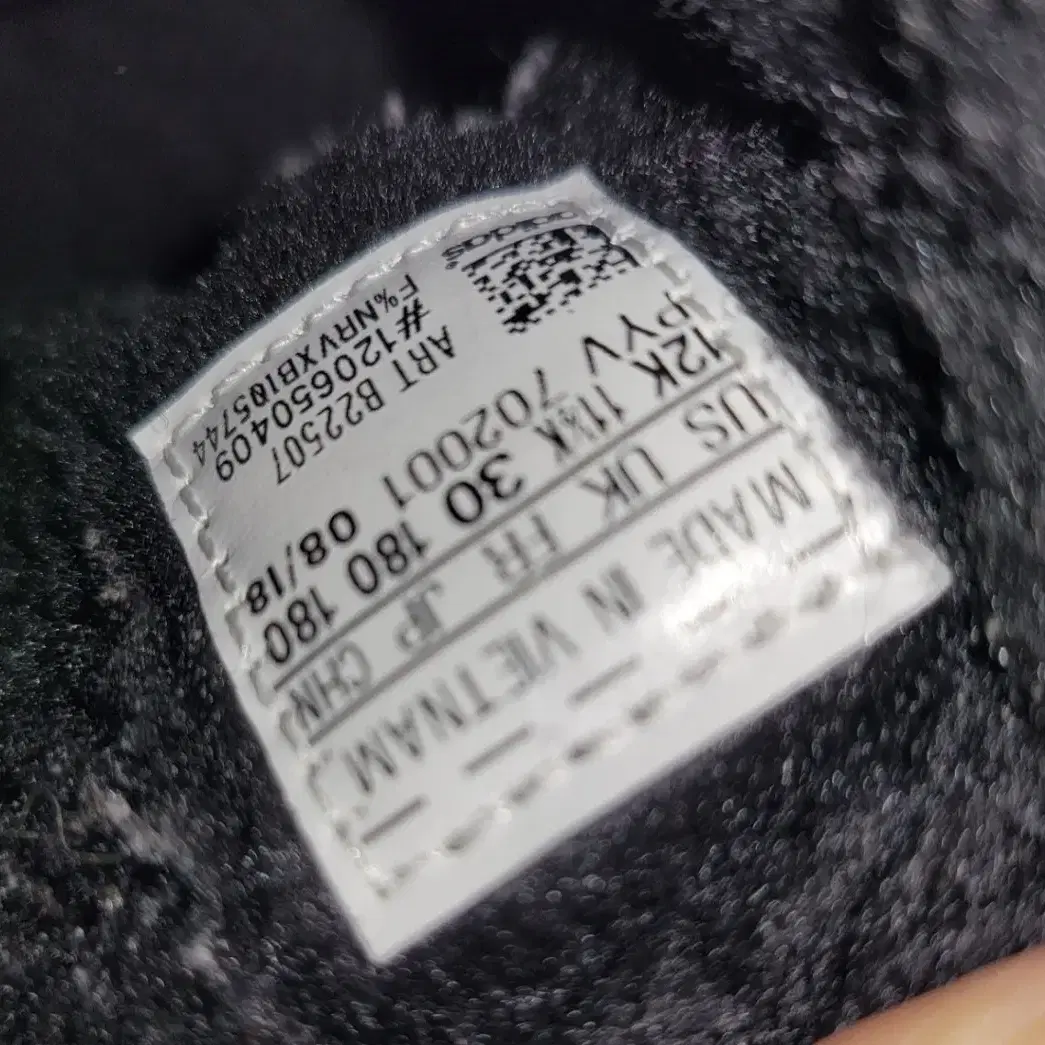 adidas
F%NRVXBI05744
#120650409
ART B22507
PYV 702001 08/18
12K 11½K 30 180 180
US UK FR JP CHN
MADE IN VIETNAM